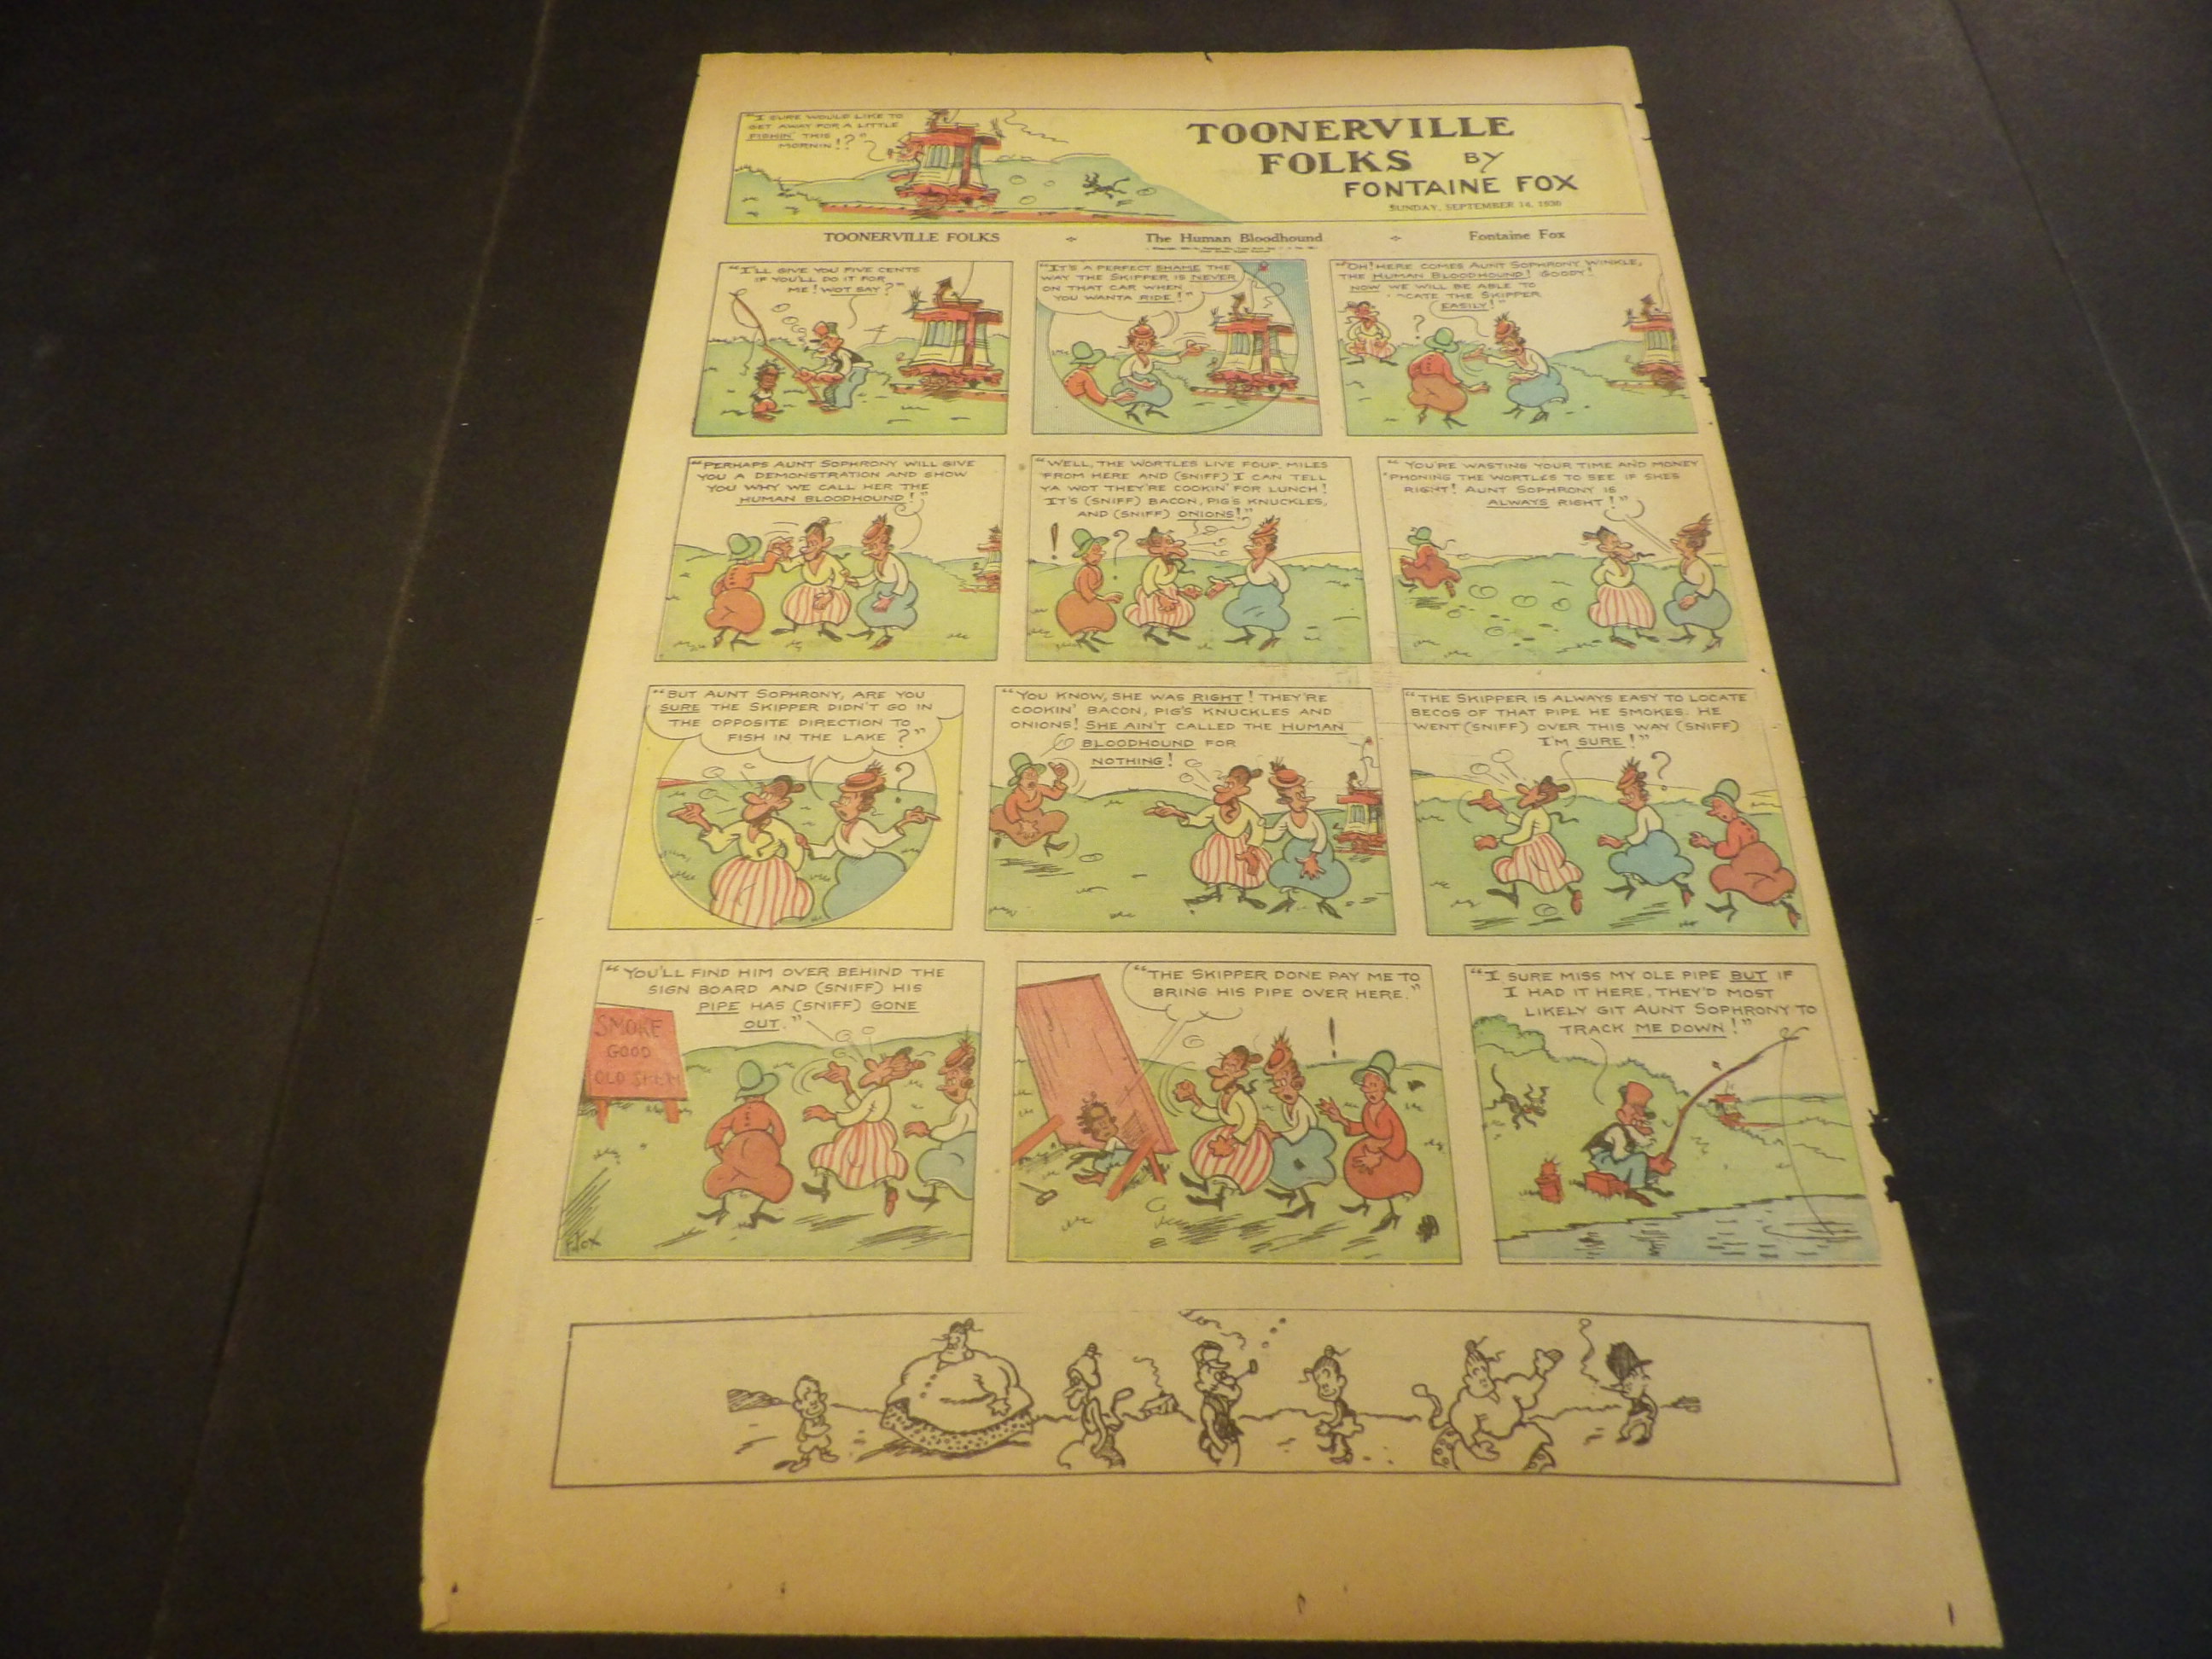 "I SURE WOULD LIKE TO
GET AWAY FOR A LITTLE
FISHIN' THIS
MORNIN'!?"
TOONERVILLE
FOLKS BY
FONTAINE FOX
SUNDAY, SEPTEMBER 14, 1930
TOONERVILLE FOLKS The Human Bloodhound Fontaine Fox
"I'LL GIVE YOU FIVE CENTS
IF YOU'LL DO IT FOR
ME! WOT SAY?"
"IT'S A PERFECT SHAME THE
WAY THE SKIPPER IS NEVER
ON THAT CAR WHEN
YOU WANTA RIDE!"
"OH! HERE COMES AUNT SOPHRONY WINKLE,
THE HUMAN BLOODHOUND! GOODY!
NOW WE WILL BE ABLE TO
'CATE THE SKIPPER
EASILY!"
?
"PERHAPS AUNT SOPHRONY WILL GIVE
YOU A DEMONSTRATION AND SHOW
YOU WHY WE CALL HER THE
HUMAN BLOODHOUND!"
"WELL, THE WORTLES LIVE FOUR MILES
FROM HERE AND (SNIFF) I CAN TELL
YA WOT THEY'RE COOKIN' FOR LUNCH!
IT'S (SNIFF) BACON, PIG'S KNUCKLES,
AND (SNIFF) ONIONS!"
! ?
"YOU'RE WASTING YOUR TIME AND MONEY
'PHONING THE WORTLES TO SEE IF SHE'S
RIGHT! AUNT SOPHRONY IS
ALWAYS RIGHT!"
"BUT AUNT SOPHRONY, ARE YOU
SURE THE SKIPPER DIDN'T GO IN
THE OPPOSITE DIRECTION TO
FISH IN THE LAKE?"
?
"YOU KNOW, SHE WAS RIGHT! THEY'RE
COOKIN' BACON, PIG'S KNUCKLES AND
ONIONS! SHE AIN'T CALLED THE HUMAN
BLOODHOUND FOR
NOTHING!
"THE SKIPPER IS ALWAYS EASY TO LOCATE
BECOS OF THAT PIPE HE SMOKES. HE
WENT (SNIFF) OVER THIS WAY (SNIFF)
I'M SURE!"
?
"YOU'LL FIND HIM OVER BEHIND THE
SIGN BOARD AND (SNIFF) HIS
PIPE HAS (SNIFF) GONE
OUT."
SMOKE
GOOD
OLD
F. Fox
"THE SKIPPER DONE PAY ME TO
BRING HIS PIPE OVER HERE."
!
"I SURE MISS MY OLE PIPE BUT IF
I HAD IT HERE, THEY'D MOST
LIKELY GIT AUNT SOPHRONY TO
TRACK ME DOWN!"